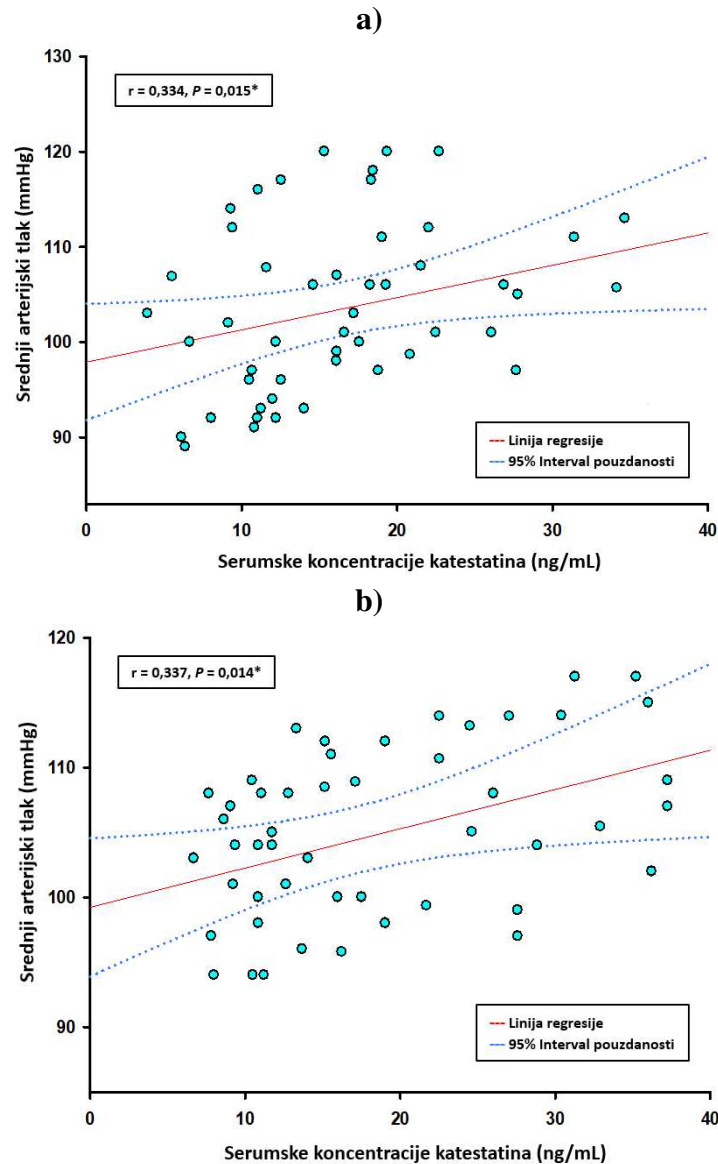 a)
130
120
110
100
90
r = 0,334, P = 0,015*
Srednji arterijski tlak (mmHg)
Linija regresije
95% Interval pouzdanosti
0
10
20
30
40
Serumske koncentracije katestatina (ng/mL)
b)
120
110
100
90
r = 0,337, P = 0,014*
Srednji arterijski tlak (mmHg)
Linija regresije
95% Interval pouzdanosti
0
10
20
30
40
Serumske koncentracije katestatina (ng/mL)